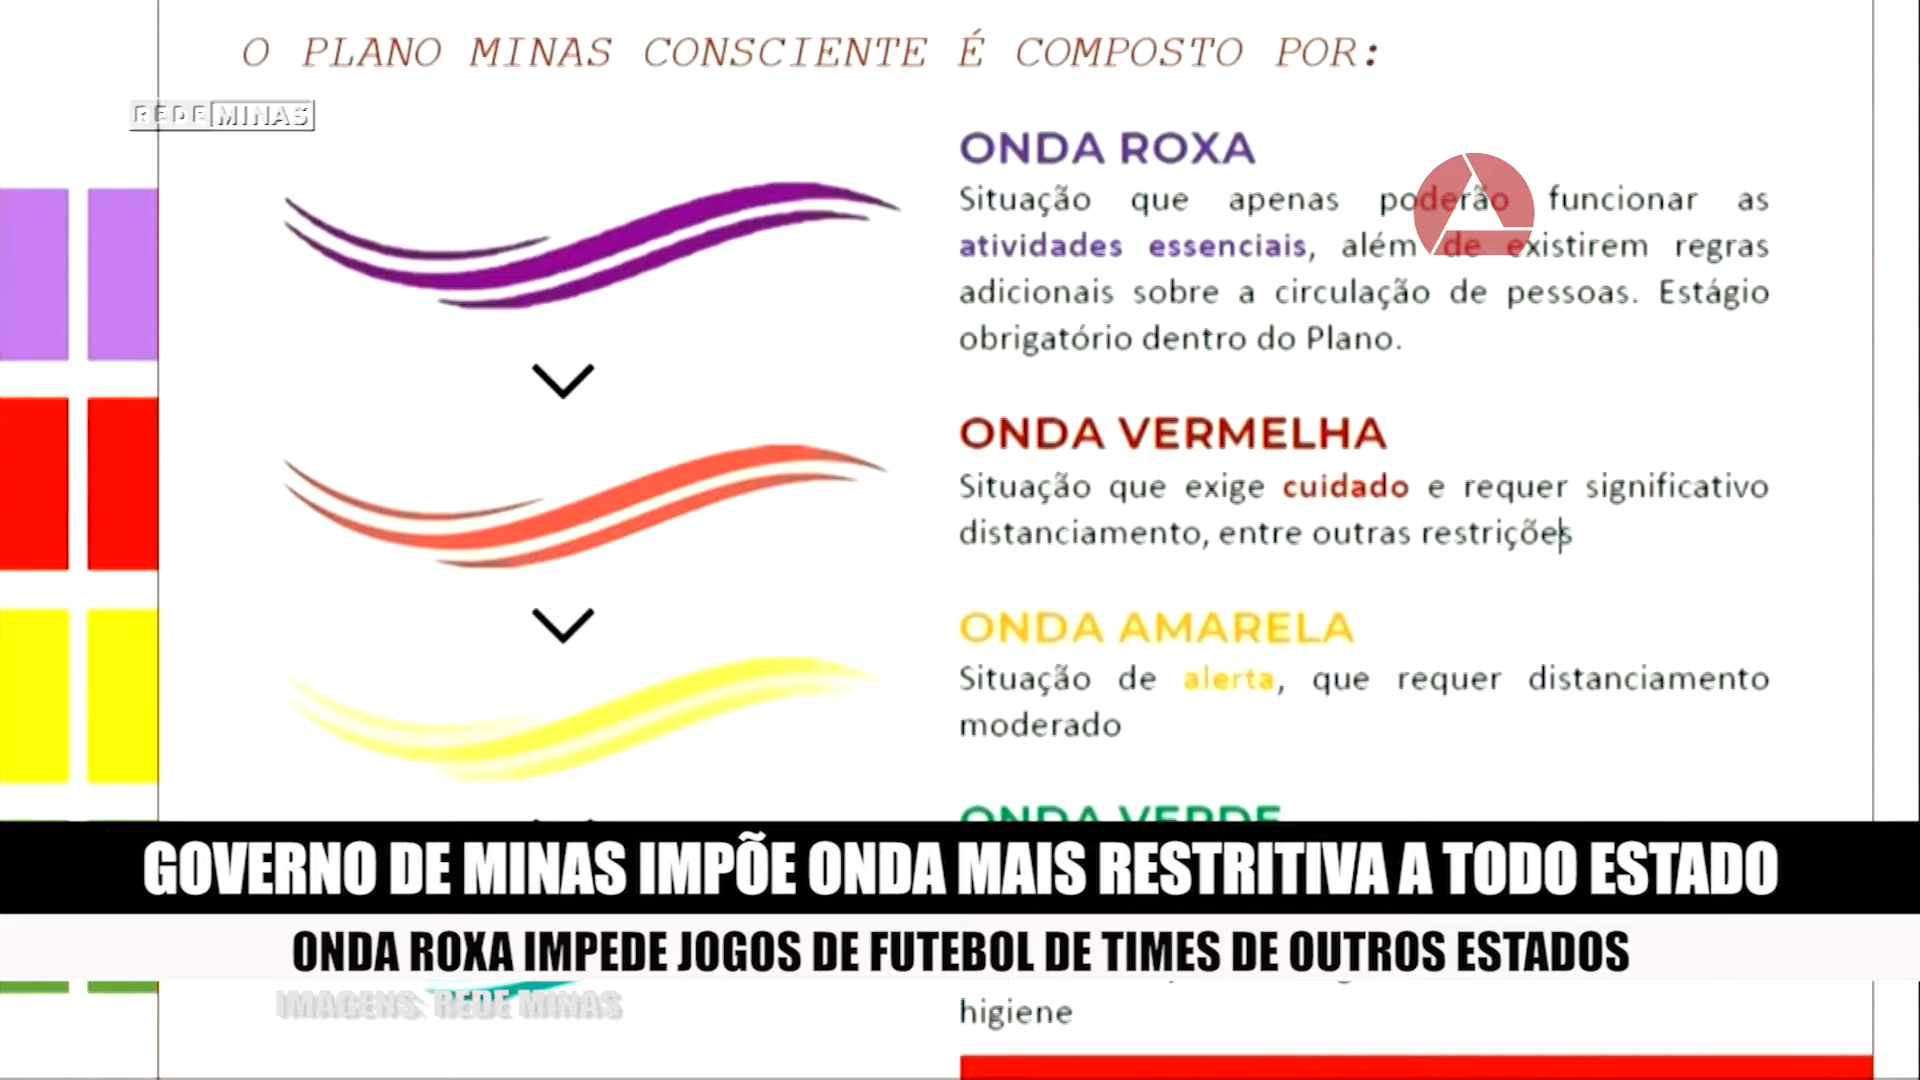 O PLANO MINAS CONSCIENTE É COMPOSTO POR:
REDE MINAS
ONDA ROXA
Situação que apenas poderão funcionar as
atividades essenciais, além de existirem regras
adicionais sobre a circulação de pessoas. Estágio
obrigatório dentro do Plano.
ONDA VERMELHA
Situação que exige cuidado e requer significativo
distanciamento, entre outras restrições
ONDA AMARELA
Situação de alerta, que requer distanciamento
moderado
ONDA VERDE
GOVERNO DE MINAS IMPÕE ONDA MAIS RESTRITIVA A TODO ESTADO
ONDA ROXA IMPEDE JOGOS DE FUTEBOL DE TIMES DE OUTROS ESTADOS
IMAGENS: REDE MINAS
higiene